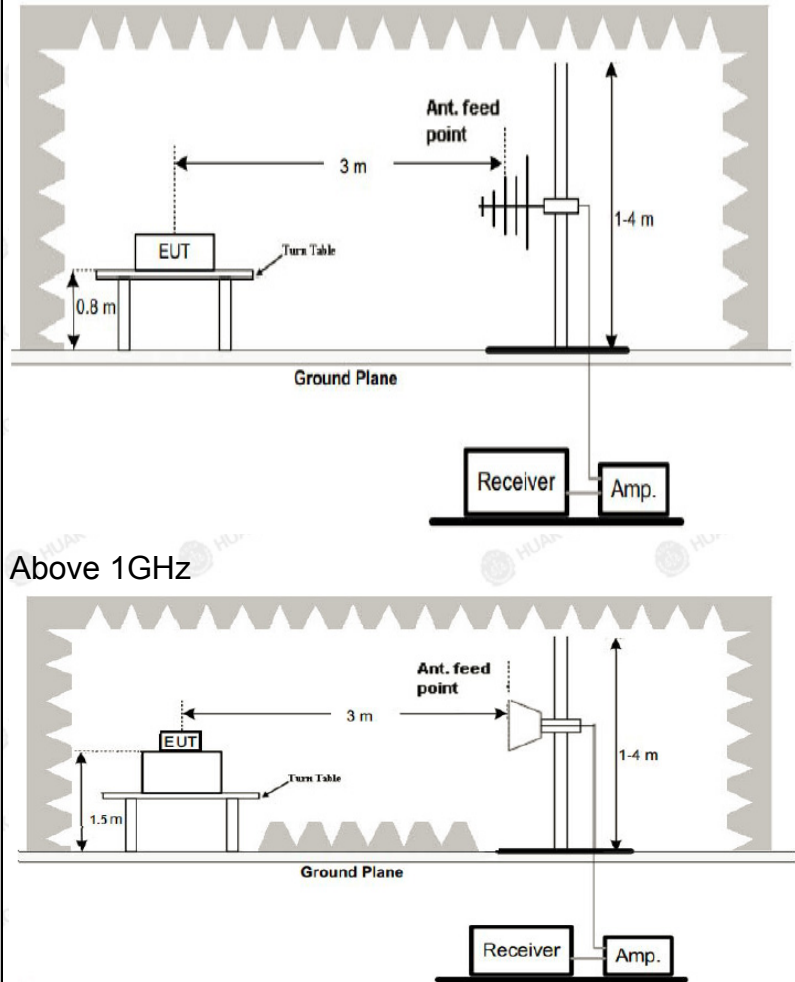 Ant. feed
point
3 m
1-4 m
EUT
Turn Table
0.8 m
Ground Plane
Receiver
Amp.
HUAK
Above 1GHz
Ant. feed
point
3 m
EUT
1-4 m
Turn Table
1.5 m
Ground Plane
Receiver
Amp.